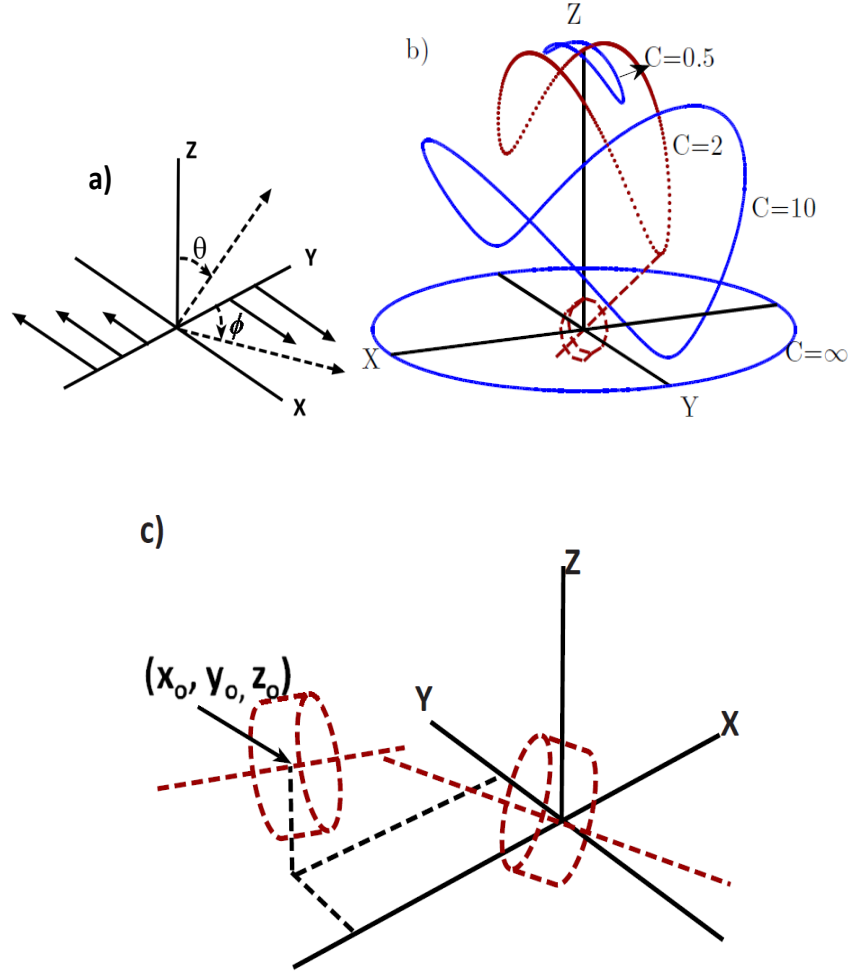 a)
Z
θ
Y
ϕ
X
b)
Z
C=0.5
C=2
C=10
X
C=∞
Y
c)
Z
(xo, yo, zo)
Y
X